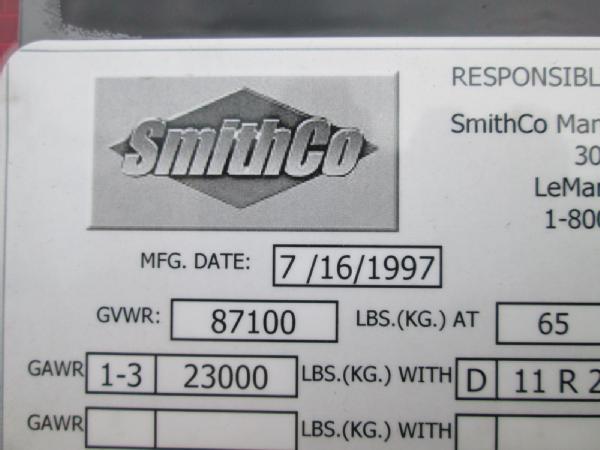 SmithCo
RESPONSIBL
SmithCo Man
30
LeMar
1-800
MFG. DATE: 7 /16/1997
GVWR: 87100 LBS.(KG.) AT 65
GAWR 1-3 23000 LBS.(KG.) WITH D 11 R 2
GAWR LBS.(KG.) WITH